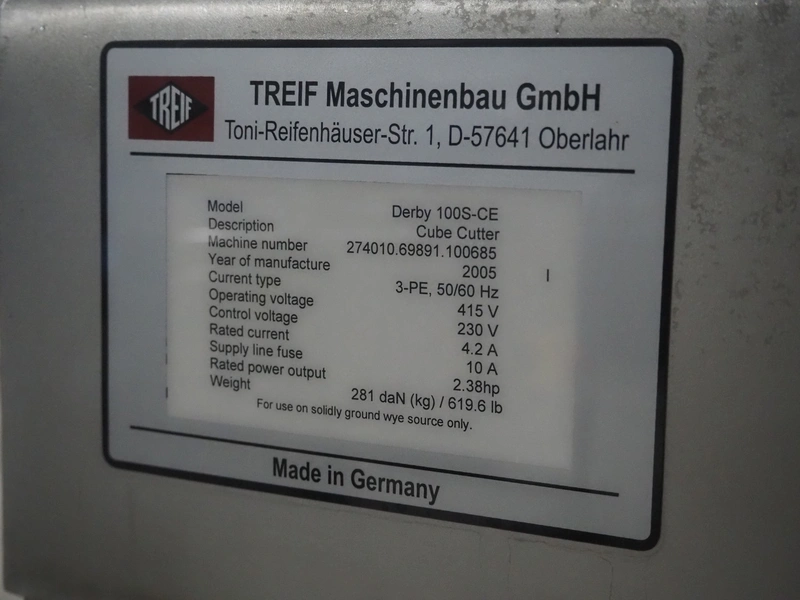 TREIF
TREIF Maschinenbau GmbH
Toni-Reifenhäuser-Str. 1, D-57641 Oberlahr
Model Derby 100S-CE
Description Cube Cutter
Machine number 274010.69891.100685
Year of manufacture 2005
Current type 3-PE, 50/60 Hz
Operating voltage 415 V
Control voltage 230 V
Rated current 4.2 A
Supply line fuse 10 A
Rated power output 2.38hp
Weight 281 daN (kg) / 619.6 lb
For use on solidly ground wye source only.
Made in Germany